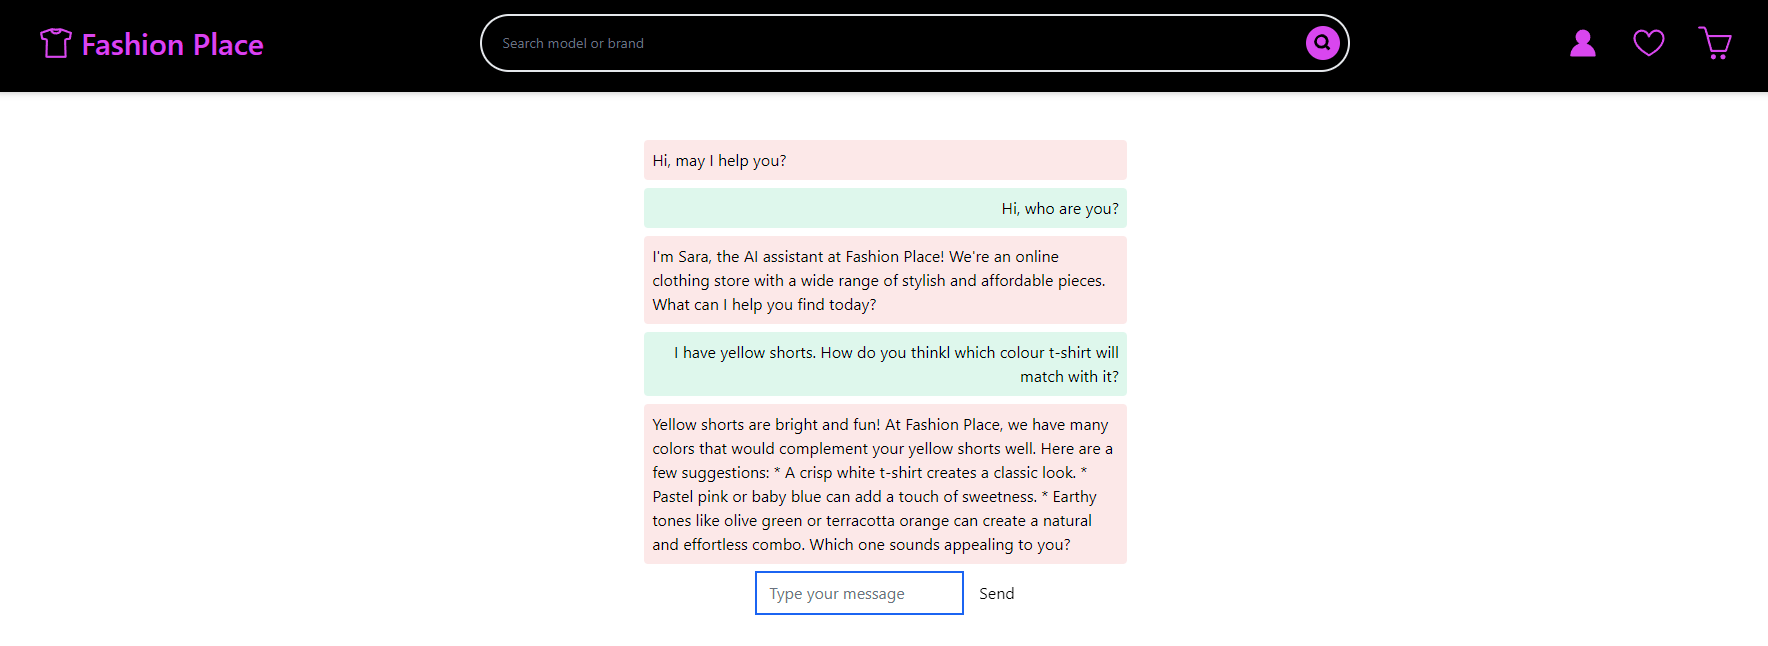 Fashion Place
Search model or brand
Hi, may I help you?
Hi, who are you?
I'm Sara, the AI assistant at Fashion Place! We're an online
clothing store with a wide range of stylish and affordable pieces.
What can I help you find today?
I have yellow shorts. How do you thinkl which colour t-shirt will
match with it?
Yellow shorts are bright and fun! At Fashion Place, we have many
colors that would complement your yellow shorts well. Here are a
few suggestions: * A crisp white t-shirt creates a classic look. *
Pastel pink or baby blue can add a touch of sweetness. * Earthy
tones like olive green or terracotta orange can create a natural
and effortless combo. Which one sounds appealing to you?
Type your message
Send